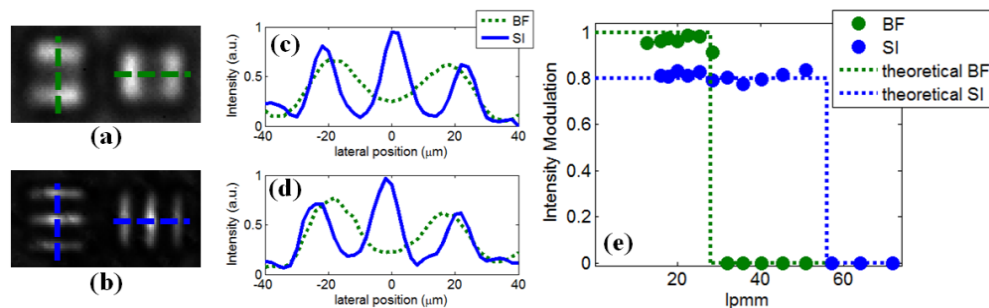 (a)
(b)
(c)
BF
SI
Intensity (a.u.)
1
0.5
0
-40 -20 0 20 40
lateral position (μm)
(d)
Intensity (a.u.)
1
0.5
0
-40 -20 0 20 40
lateral position (μm)
(e)
BF
SI
theoretical BF
theoretical SI
Intensity Modulation
1
0.8
0.6
0.4
0.2
0
20 40 60
lpmm